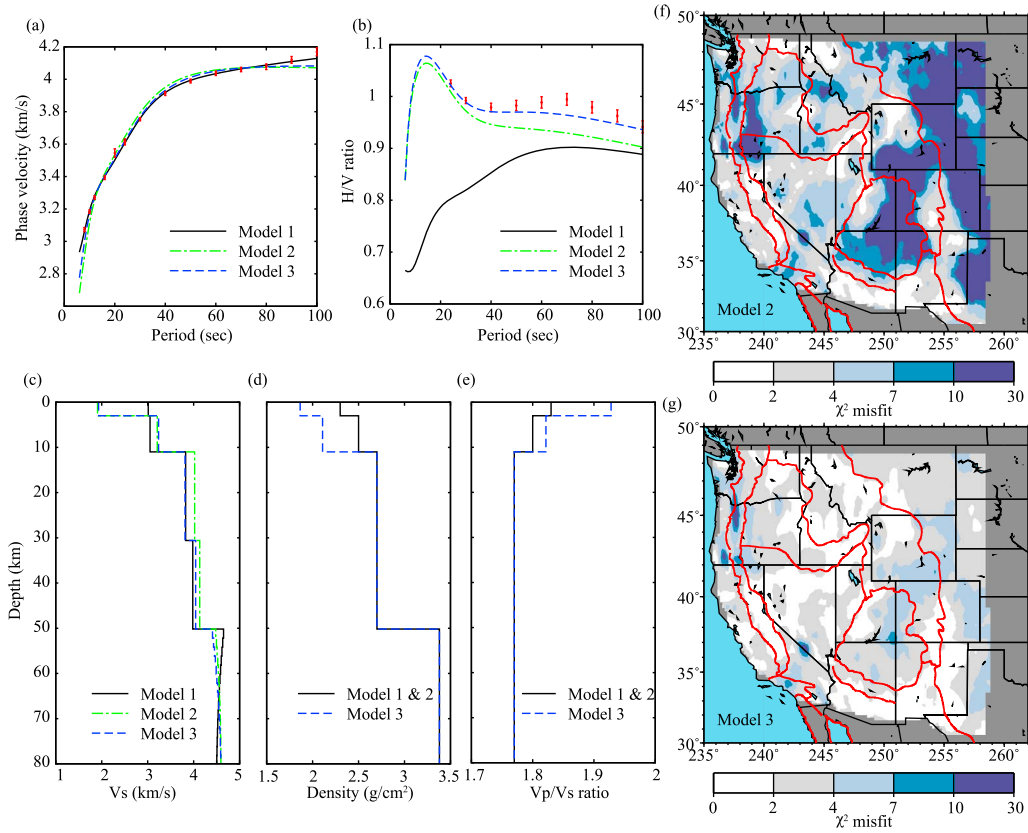 (a)
4.2
4
3.8
3.6
3.4
3.2
3
2.8
Phase velocity (km/s)
Model 1
Model 2
Model 3
0 20 40 60 80 100
Period (sec)
(b)
1.1
1
0.9
0.8
0.7
0.6
H/V ratio
Model 1
Model 2
Model 3
0 20 40 60 80 100
Period (sec)
(c)
0
10
20
30
40
50
60
70
80
Depth (km)
Model 1
Model 2
Model 3
1 2 3 4 5
Vs (km/s)
(d)
Model 1 & 2
Model 3
1.5 2 2.5 3 3.5
Density (g/cm²)
(e)
Model 1 & 2
Model 3
1.7 1.8 1.9 2
Vp/Vs ratio
(f)
50°
45°
40°
35°
30°
Model 2
235° 240° 245° 250° 255° 260°
0 2 4 7 10 30
χ² misfit
(g)
50°
45°
40°
35°
30°
Model 3
235° 240° 245° 250° 255° 260°
0 2 4 7 10 30
χ² misfit